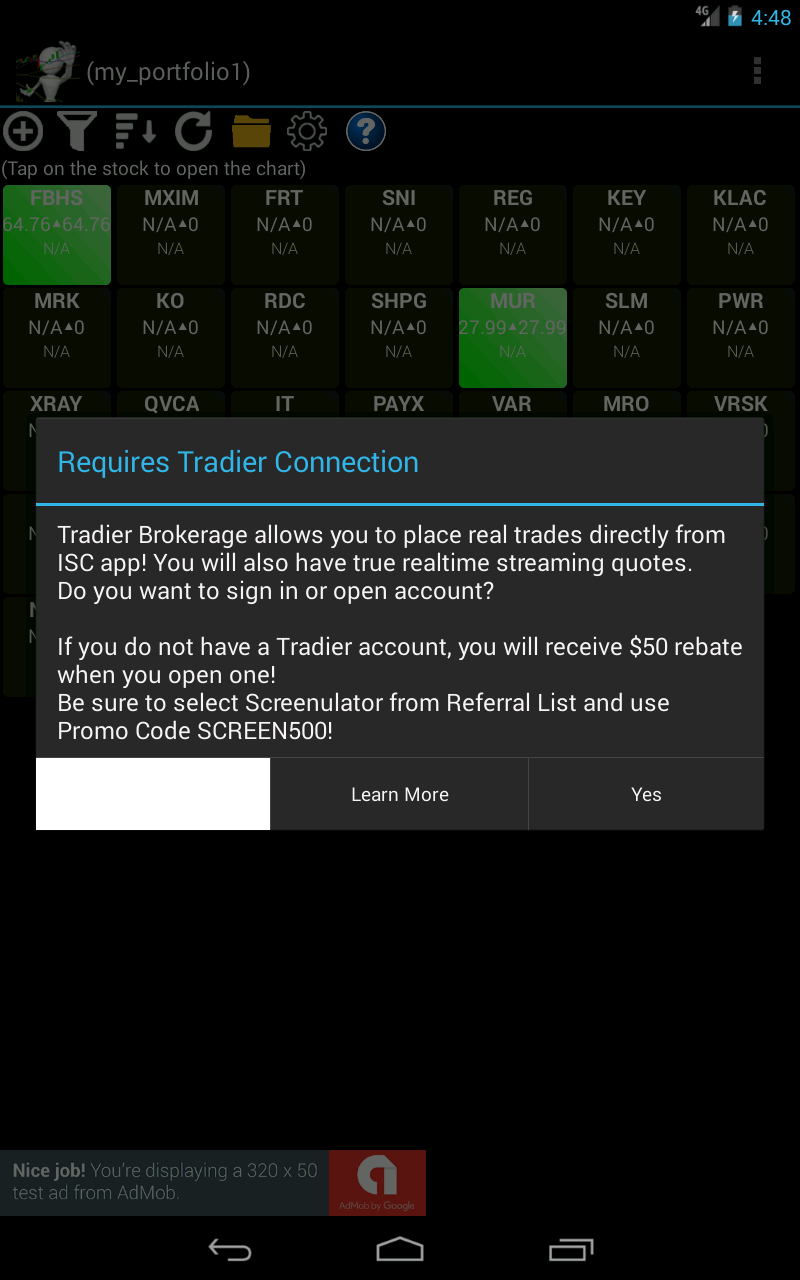 4G 4:48
(my_portfolio1)
?
(Tap on the stock to open the chart)
FBHS MXIM FRT SNI REG KEY KLAC
64.76▲64.76 N/A▲0 N/A▲0 N/A▲0 N/A▲0 N/A▲0 N/A▲0
N/A N/A N/A N/A N/A N/A N/A
MRK KO RDC SHPG MUR SLM PWR
N/A▲0 N/A▲0 N/A▲0 N/A▲0 27.99▲27.99 N/A▲0 N/A▲0
N/A N/A N/A N/A N/A N/A N/A
XRAY QVCA IT PAYX VAR MRO VRSK
Requires Tradier Connection
Tradier Brokerage allows you to place real trades directly from
ISC app! You will also have true realtime streaming quotes.
Do you want to sign in or open account?
If you do not have a Tradier account, you will receive $50 rebate
when you open one!
Be sure to select Screenulator from Referral List and use
Promo Code SCREEN500!
Learn More Yes
Nice job! You're displaying a 320 x 50
test ad from AdMob.
AdMob by Google